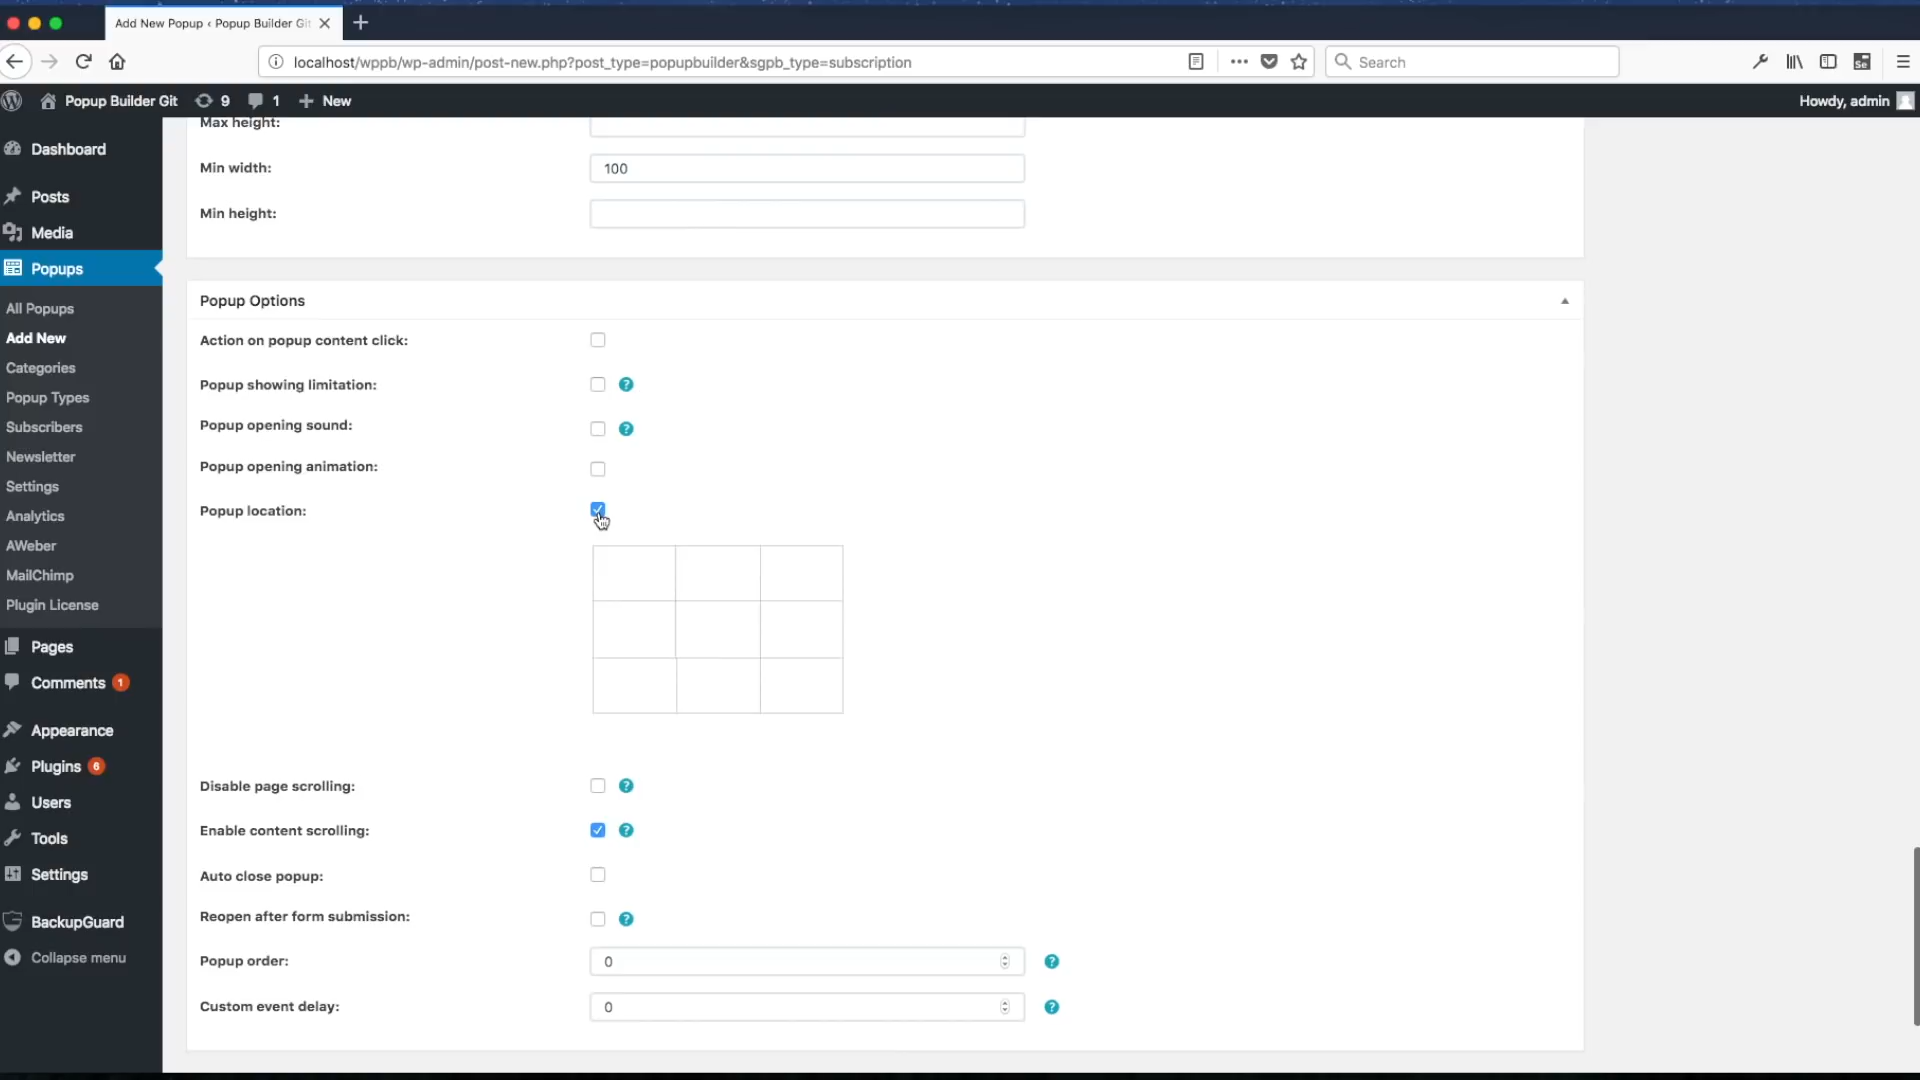 Add New Popup ‹ Popup Builder Git
localhost/wppb/wp-admin/post-new.php?post_type=popupbuilder&sgpb_type=subscription
Search
Se
Popup Builder Git
9
1
New
Howdy, admin
Dashboard
Posts
Media
Popups
All Popups
Add New
Categories
Popup Types
Subscribers
Newsletter
Settings
Analytics
AWeber
MailChimp
Plugin License
Pages
Comments 1
Appearance
Plugins 6
Users
Tools
Settings
BackupGuard
Collapse menu
Max height:
Min width: 100
Min height:
Popup Options
Action on popup content click:
Popup showing limitation: ?
Popup opening sound: ?
Popup opening animation:
Popup location:
Disable page scrolling: ?
Enable content scrolling: ?
Auto close popup:
Reopen after form submission: ?
Popup order: 0 ?
Custom event delay: 0 ?